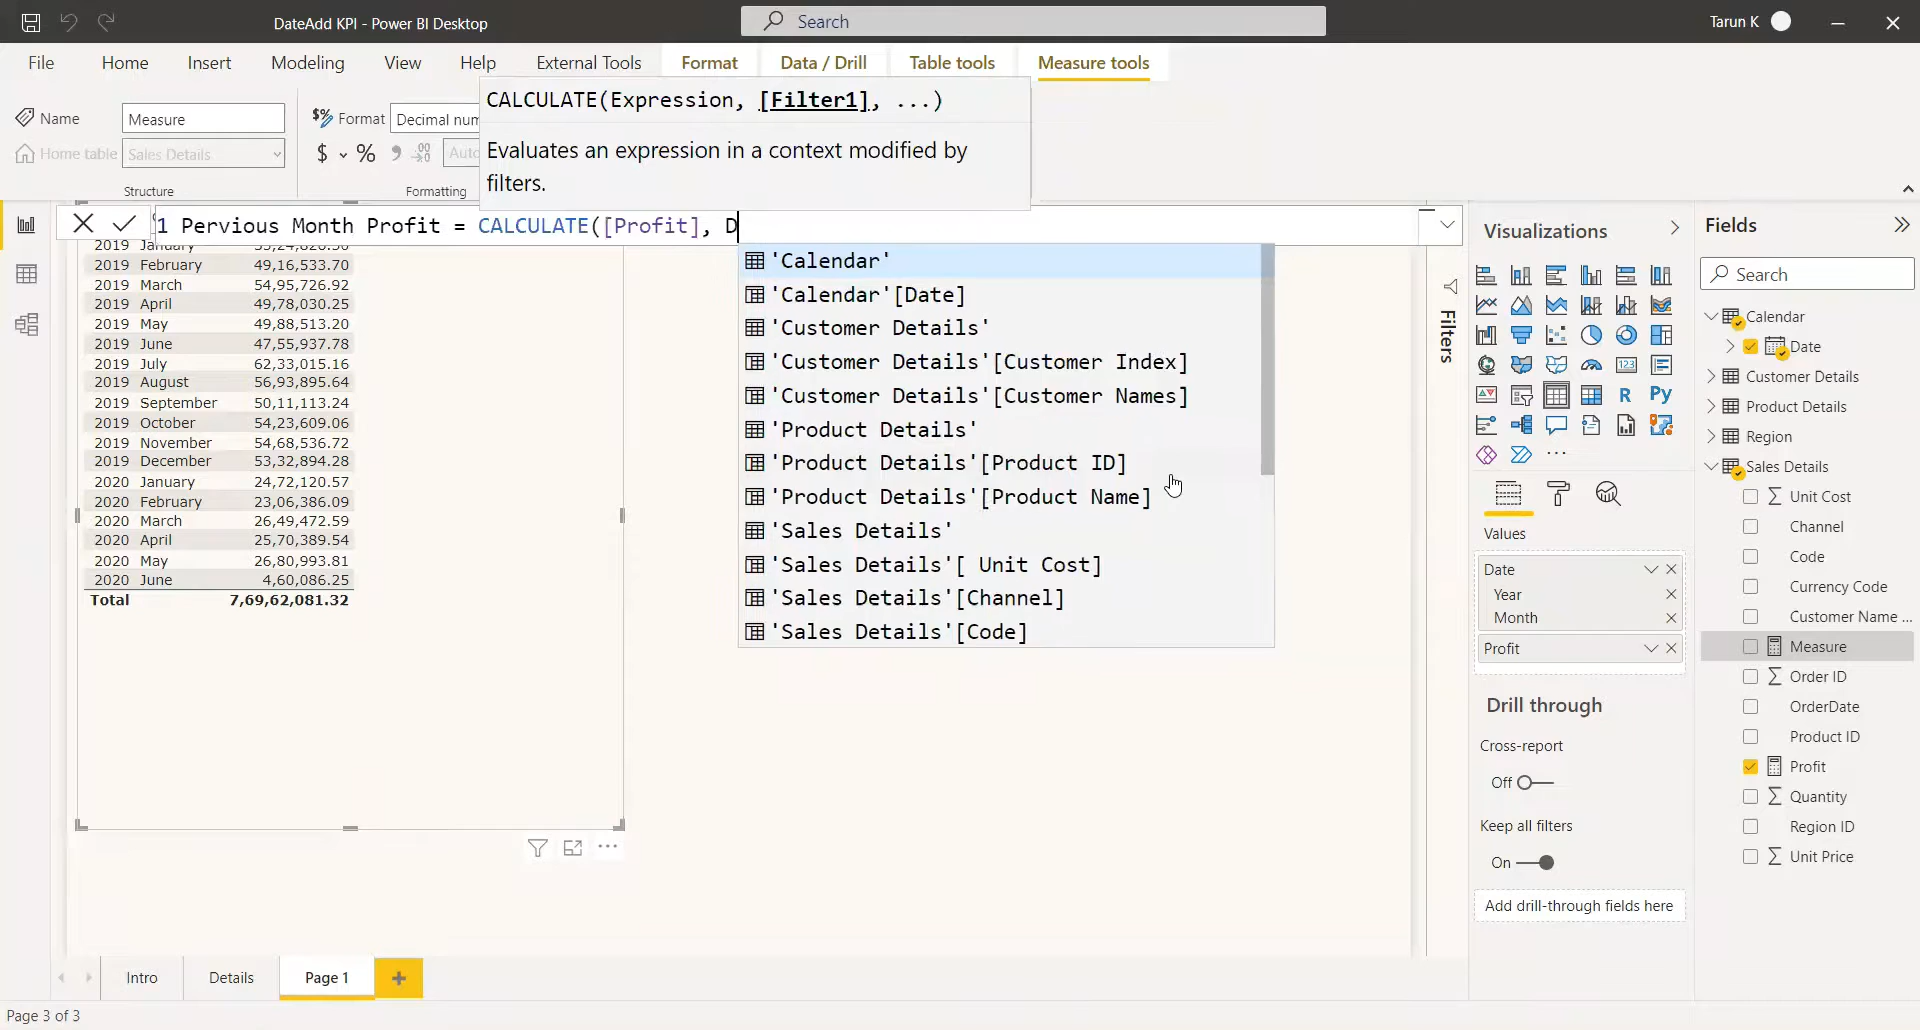 DateAdd KPI - Power BI Desktop
Search
Tarun K
File
Home
Insert
Modeling
View
Help
External Tools
Format
Data / Drill
Table tools
Measure tools
Name
Measure
Home table
Sales Details
Structure
$% Format
Decimal num
$ % 9 .00
Auto
Formatting
CALCULATE(Expression, [Filter1], ...)
Evaluates an expression in a context modified by
filters.
1 Pervious Month Profit = CALCULATE([Profit], D
2019 January 55,24,826.56
2019 February 49,16,533.70
2019 March 54,95,726.92
2019 April 49,78,030.25
2019 May 49,88,513.20
2019 June 47,55,937.78
2019 July 62,33,015.16
2019 August 56,93,895.64
2019 September 50,11,113.24
2019 October 54,23,609.06
2019 November 54,68,536.72
2019 December 53,32,894.28
2020 January 24,72,120.57
2020 February 23,06,386.09
2020 March 26,49,472.59
2020 April 25,70,389.54
2020 May 26,80,993.81
2020 June 4,60,086.25
Total 7,69,62,081.32
'Calendar'
'Calendar'[Date]
'Customer Details'
'Customer Details'[Customer Index]
'Customer Details'[Customer Names]
'Product Details'
'Product Details'[Product ID]
'Product Details'[Product Name]
'Sales Details'
'Sales Details'[ Unit Cost]
'Sales Details'[Channel]
'Sales Details'[Code]
Filters
Visualizations
123
R
Py
Values
Date
Year
Month
Profit
Drill through
Cross-report
Off
Keep all filters
On
Add drill-through fields here
Fields
Search
Calendar
Date
Customer Details
Product Details
Region
Sales Details
Unit Cost
Channel
Code
Currency Code
Customer Name ...
Measure
Order ID
OrderDate
Product ID
Profit
Quantity
Region ID
Unit Price
Intro
Details
Page 1
Page 3 of 3